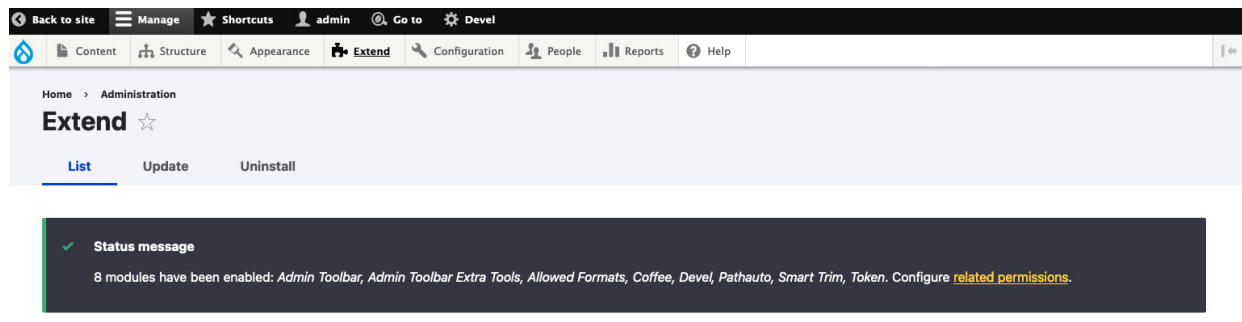 Back to site Manage Shortcuts admin Go to Devel
Content Structure Appearance Extend Configuration People Reports Help
Home › Administration
Extend
List Update Uninstall
Status message
8 modules have been enabled: Admin Toolbar, Admin Toolbar Extra Tools, Allowed Formats, Coffee, Devel, Pathauto, Smart Trim, Token. Configure related permissions.